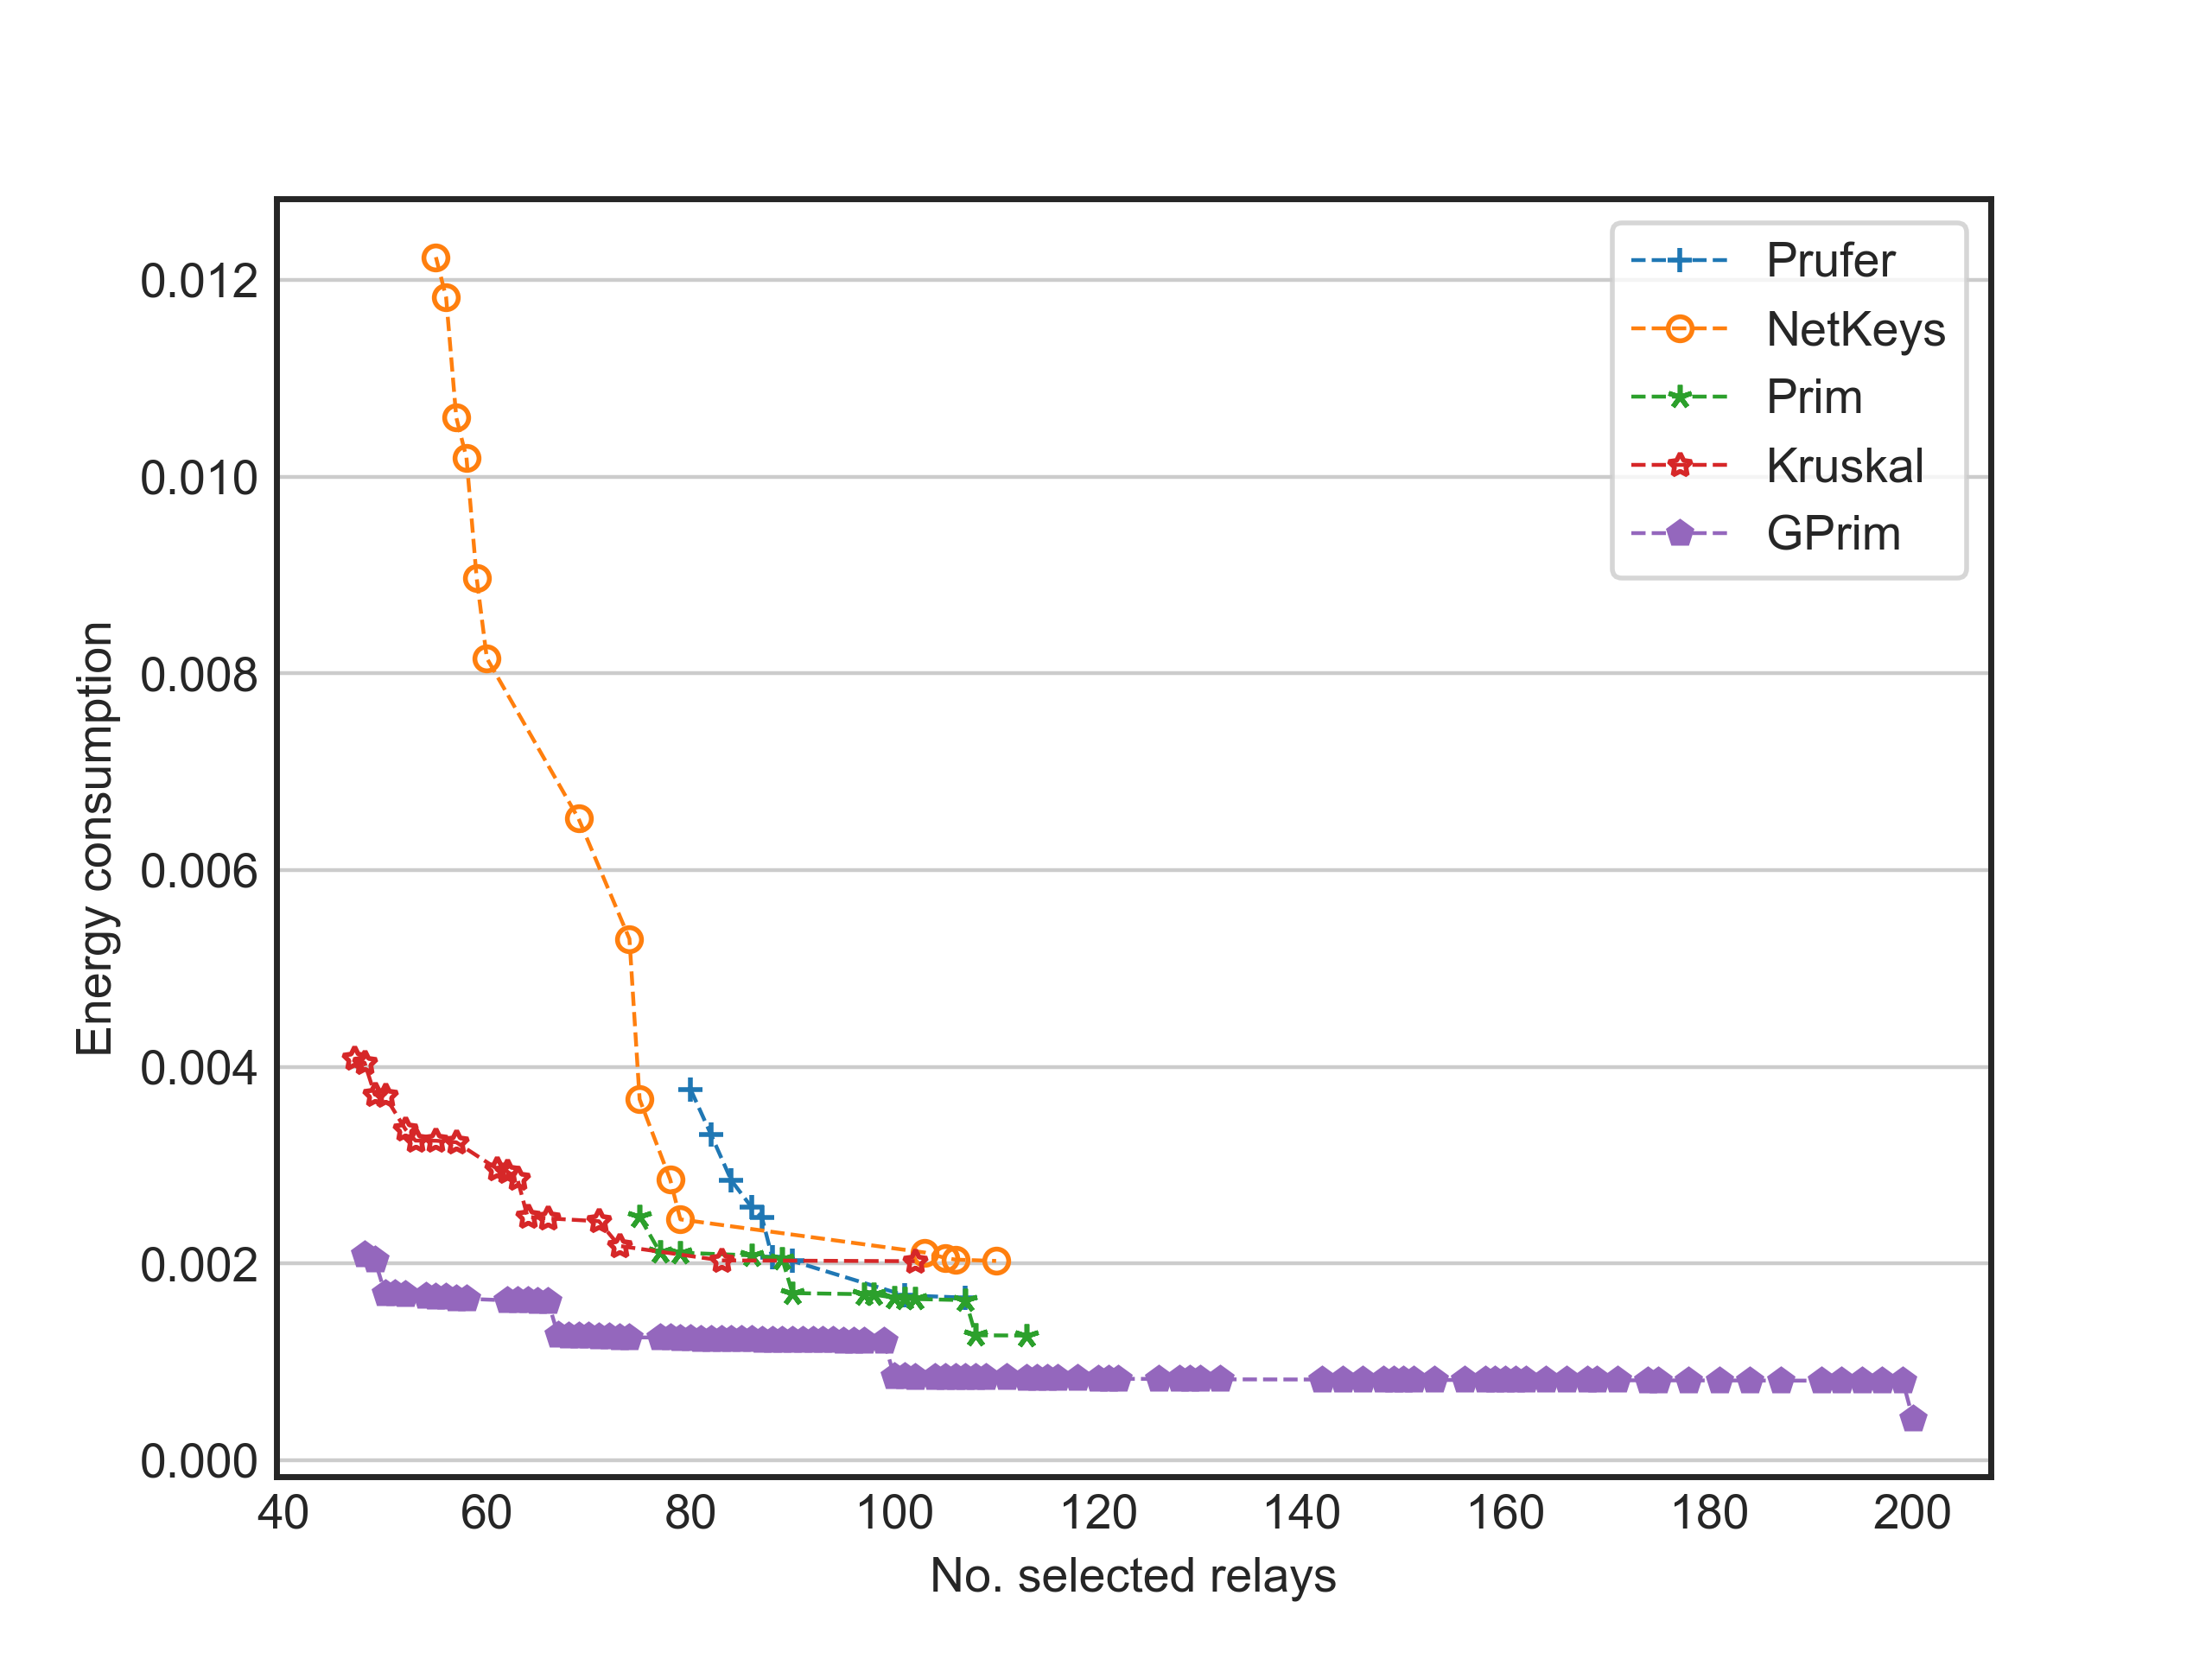 Prufer
NetKeys
Prim
Kruskal
GPrim
0.012
0.010
0.008
0.006
0.004
0.002
0.000
Energy consumption
40 60 80 100 120 140 160 180 200
No. selected relays